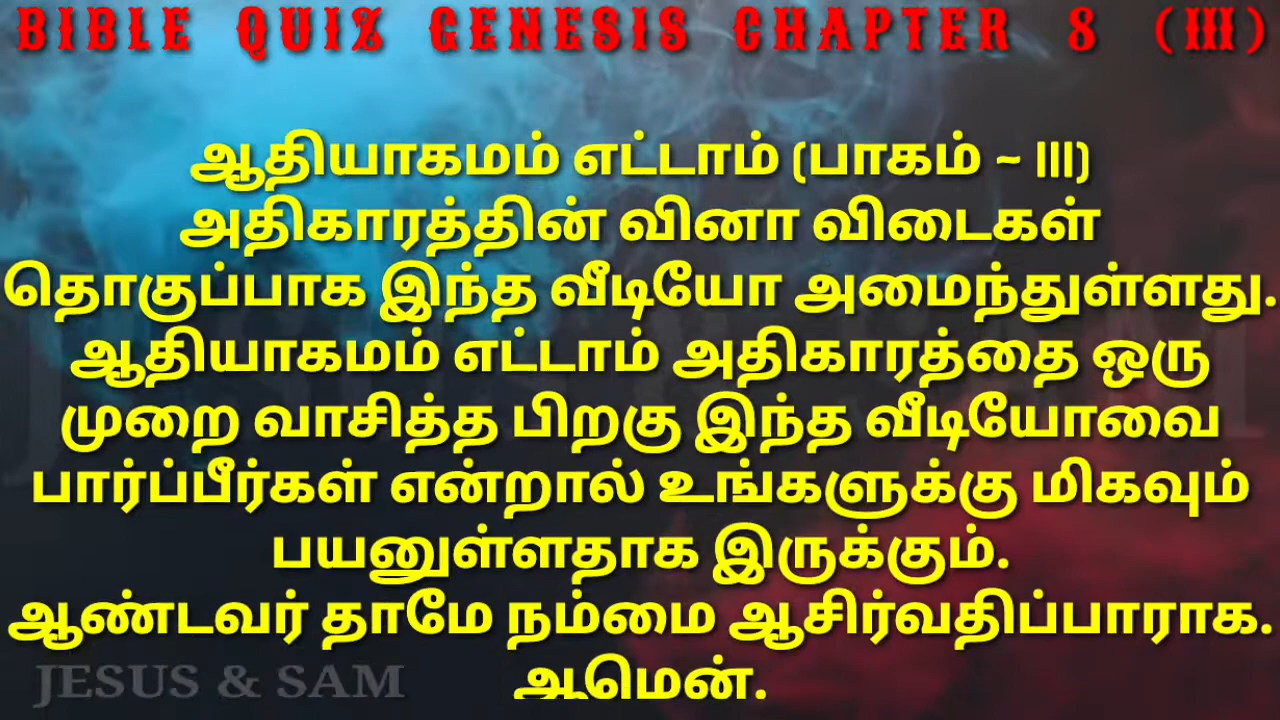 BIBLE QUIZ GENESIS CHAPTER 8 (III)
ஆதியாகமம் எட்டாம் (பாகம் ~ III)
அதிகாரத்தின் வினா விடைகள்
தொகுப்பாக இந்த வீடியோ அமைந்துள்ளது.
ஆதியாகமம் எட்டாம் அதிகாரத்தை ஒரு
முறை வாசித்த பிறகு இந்த வீடியோவை
பார்ப்பீர்கள் என்றால் உங்களுக்கு மிகவும்
பயனுள்ளதாக இருக்கும்.
ஆண்டவர் தாமே நம்மை ஆசிர்வதிப்பாராக.
ஆமென்.
JESUS & SAM